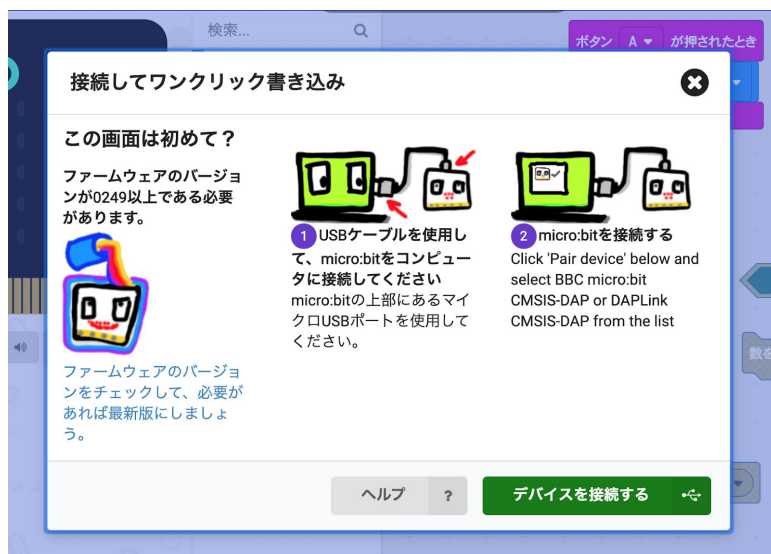 検索...
ボタン A が押されたとき
接続してワンクリック書き込み
この画面は初めて？
ファームウェアのバージョ
ンが0249以上である必要
があります。
ファームウェアのバージョ
ンをチェックして、必要が
あれば最新版にしましょ
う。
1 USBケーブルを使用し
て、micro:bitをコンピュー
タに接続してください
micro:bitの上部にあるマイ
クロUSBポートを使用して
ください。
2 micro:bitを接続する
Click 'Pair device' below and
select BBC micro:bit
CMSIS-DAP or DAPLink
CMSIS-DAP from the list
数を
ヘルプ ?
デバイスを接続する